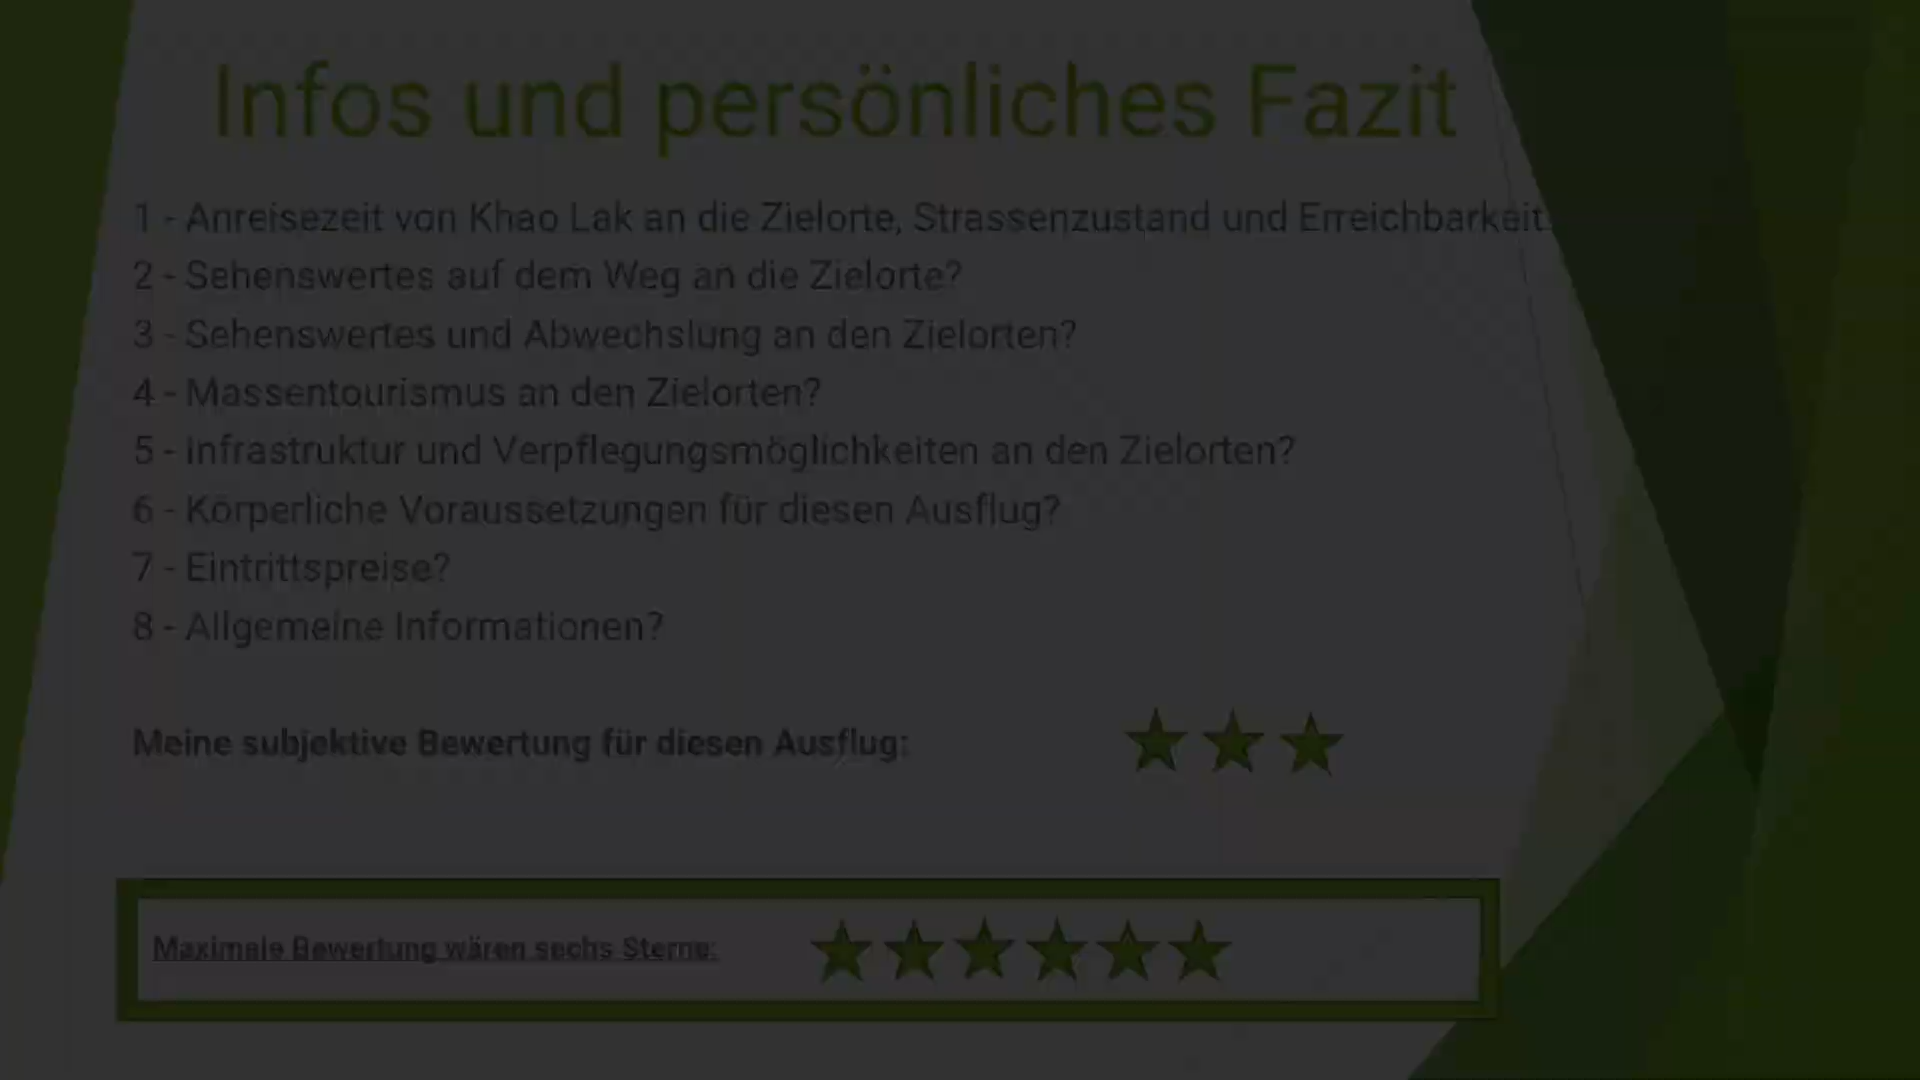 Infos und persönliches Fazit
1 - Anreisezeit von Khao Lak an die Zielorte, Strassenzustand und Erreichbarkeit.
2 - Sehenswertes auf dem Weg an die Zielorte?
3 - Sehenswertes und Abwechslung an den Zielorten?
4 - Massentourismus an den Zielorten?
5 - Infrastruktur und Verpflegungsmöglichkeiten an den Zielorten?
6 - Körperliche Voraussetzungen für diesen Ausflug?
7 - Eintrittspreise?
8 - Allgemeine Informationen?
Meine subjektive Bewertung für diesen Ausflug:
Maximale Bewertung wären sechs Sterne: